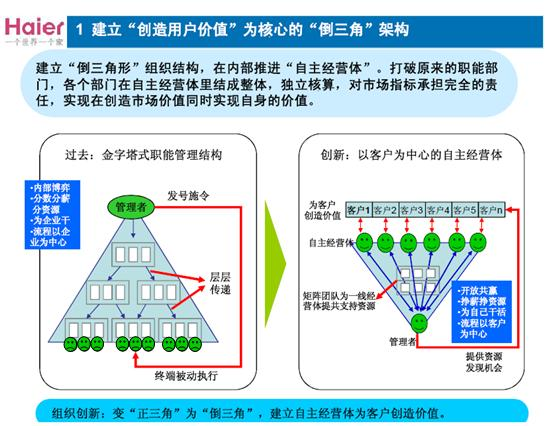 Haier
一个世界一个家
1 建立“创造用户价值”为核心的“倒三角”架构
建立“倒三角形”组织结构，在内部推进“自主经营体”。打破原来的职能部
门，各个部门在自主经营体里结成整体，独立核算，对市场指标承担完全的责
任，实现在创造市场价值同时实现自身的价值。
过去：金字塔式职能管理结构
•内部博弈
•分数分薪
分资源
•为企业干
•流程以企
业为中心
管理者
发号施令
层层
传递
终端被动执行
创新：以客户为中心的自主经营体
为客户
创造价值
客户1 客户2 客户3 客户4 客户5 客户n
自主经营体
矩阵团队为一线经
营体提供支持资源
•开放共赢
•挣薪挣资源
•为自己干活
•流程以客户
为中心
管理者
提供资源
发现机会
组织创新：变“正三角”为“倒三角”，建立自主经营体为客户创造价值。